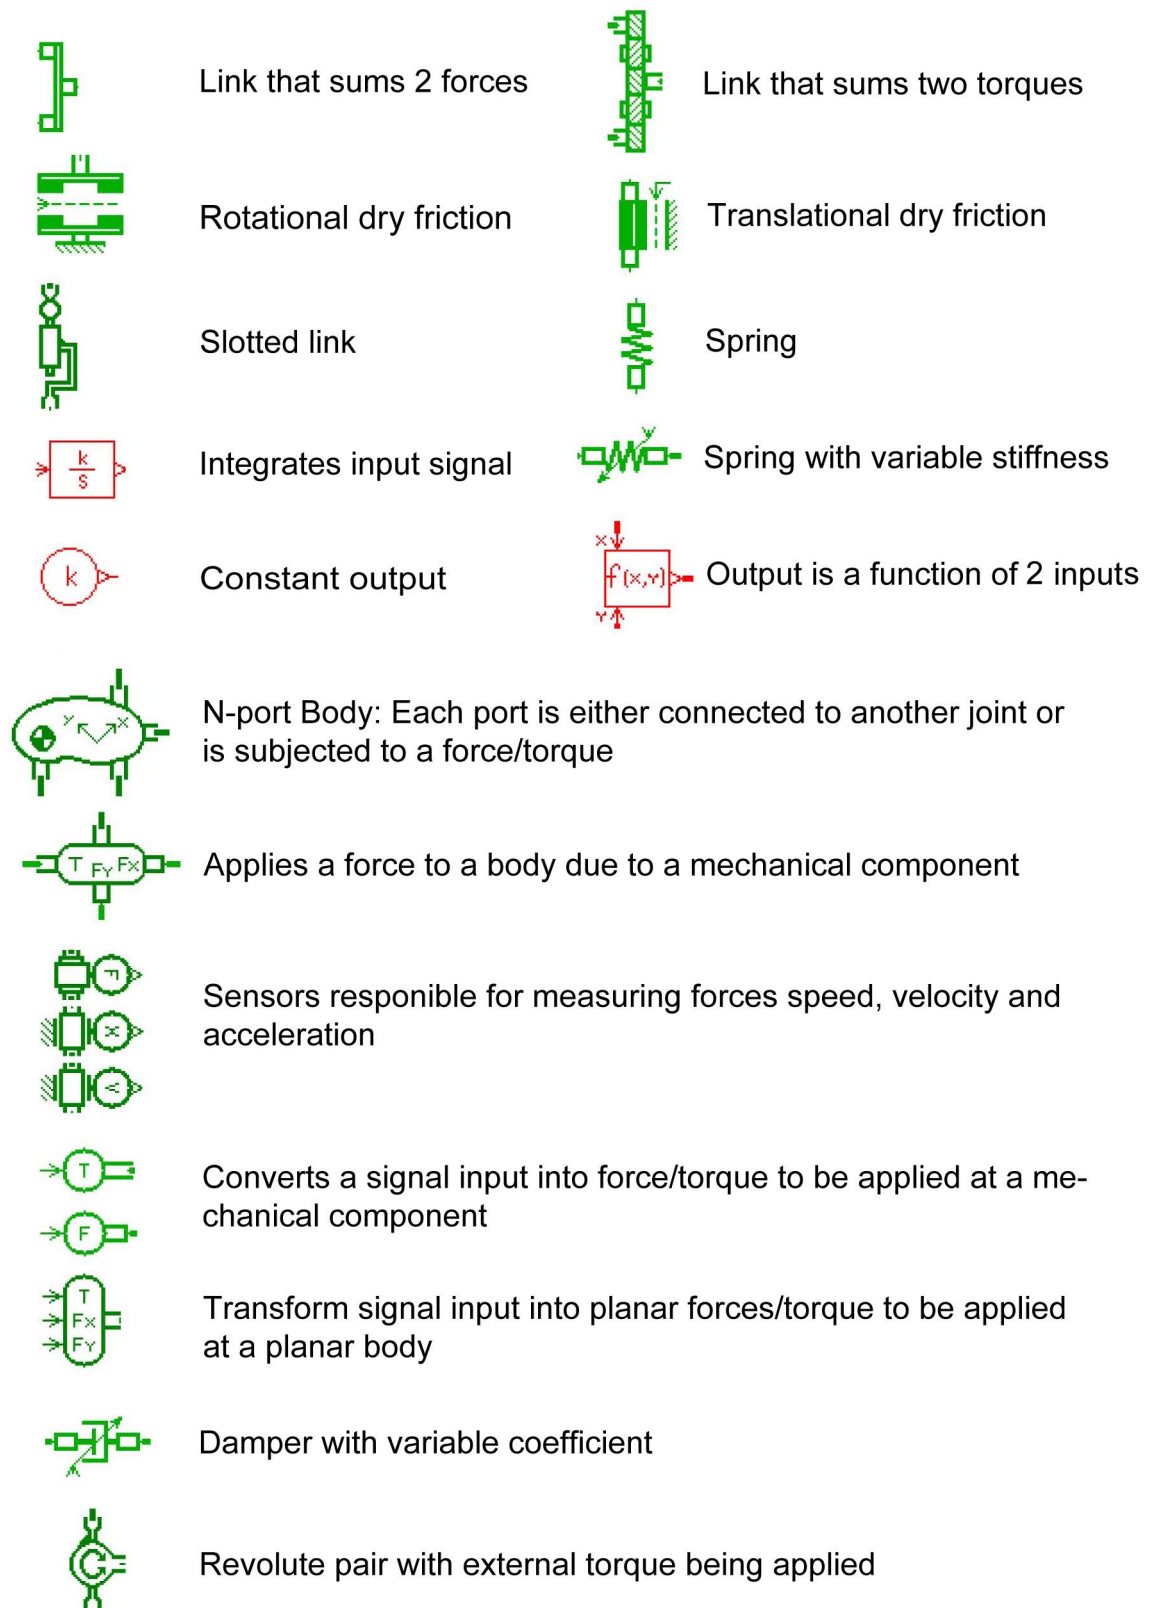 Link that sums 2 forces
Link that sums two torques
Rotational dry friction
Translational dry friction
Slotted link
Spring
k
S
Integrates input signal
Spring with variable stiffness
k
Constant output
X
f(x,Y)
Y
Output is a function of 2 inputs
Y X
N-port Body: Each port is either connected to another joint or
is subjected to a force/torque
T FY FX
Applies a force to a body due to a mechanical component
F
X
V
Sensors responible for measuring forces speed, velocity and
acceleration
T
F
Converts a signal input into force/torque to be applied at a me-
chanical component
T
FX
FY
Transform signal input into planar forces/torque to be applied
at a planar body
Damper with variable coefficient
Revolute pair with external torque being applied